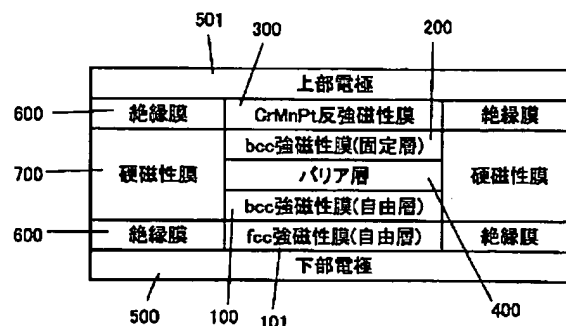 501
300
200
上部電極
600
絶縁膜
CrMnPt反強磁性膜
絶縁膜
bcc強磁性膜(固定層)
700
硬磁性膜
バリア層
硬磁性膜
bcc強磁性膜(自由層)
600
絶縁膜
fcc強磁性膜(自由層)
絶縁膜
下部電極
500
100
101
400